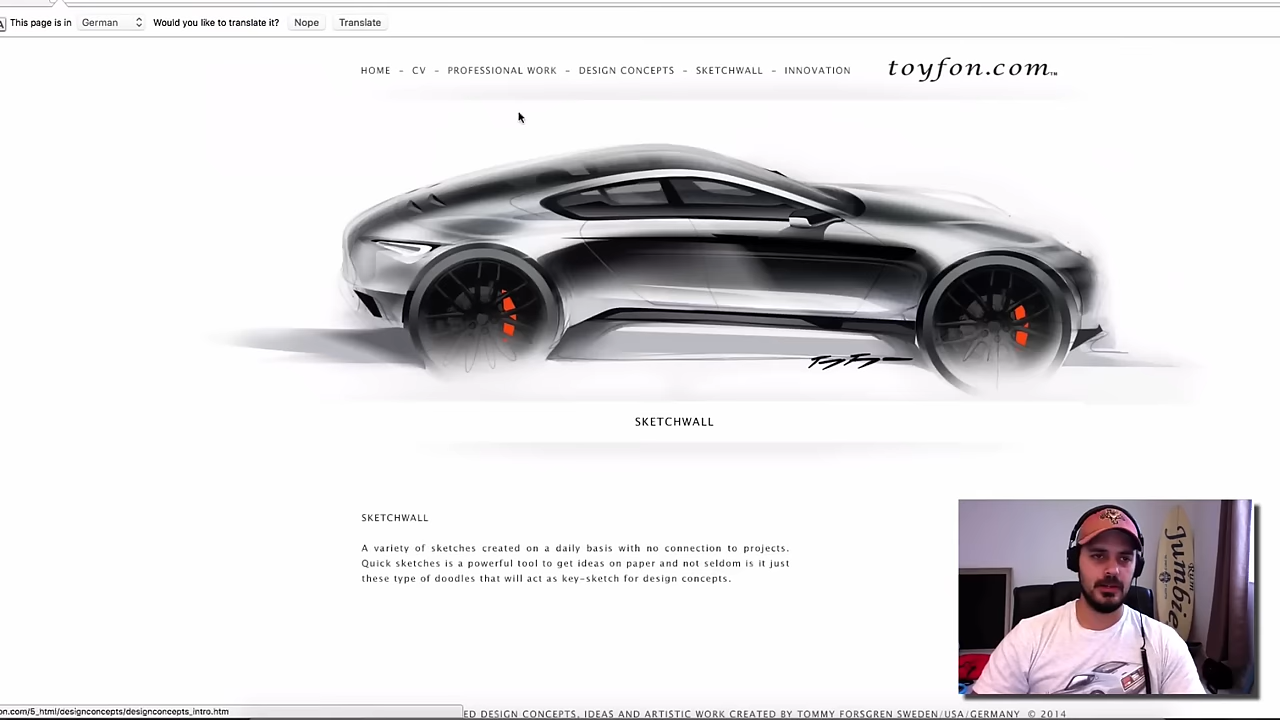 This page is in German Would you like to translate it? Nope Translate
HOME – CV – PROFESSIONAL WORK – DESIGN CONCEPTS – SKETCHWALL – INNOVATION
toyfon.com™
SKETCHWALL
SKETCHWALL
A variety of sketches created on a daily basis with no connection to projects.
Quick sketches is a powerful tool to get ideas on paper and not seldom is it just
these type of doodles that will act as key-sketch for design concepts.
RUM
Jumbie
on.com/5_html/designconcepts/designconcepts_intro.htm
ED DESIGN CONCEPTS, IDEAS AND ARTISTIC WORK CREATED BY TOMMY FORSGREN SWEDEN/USA/GERMANY © 2014